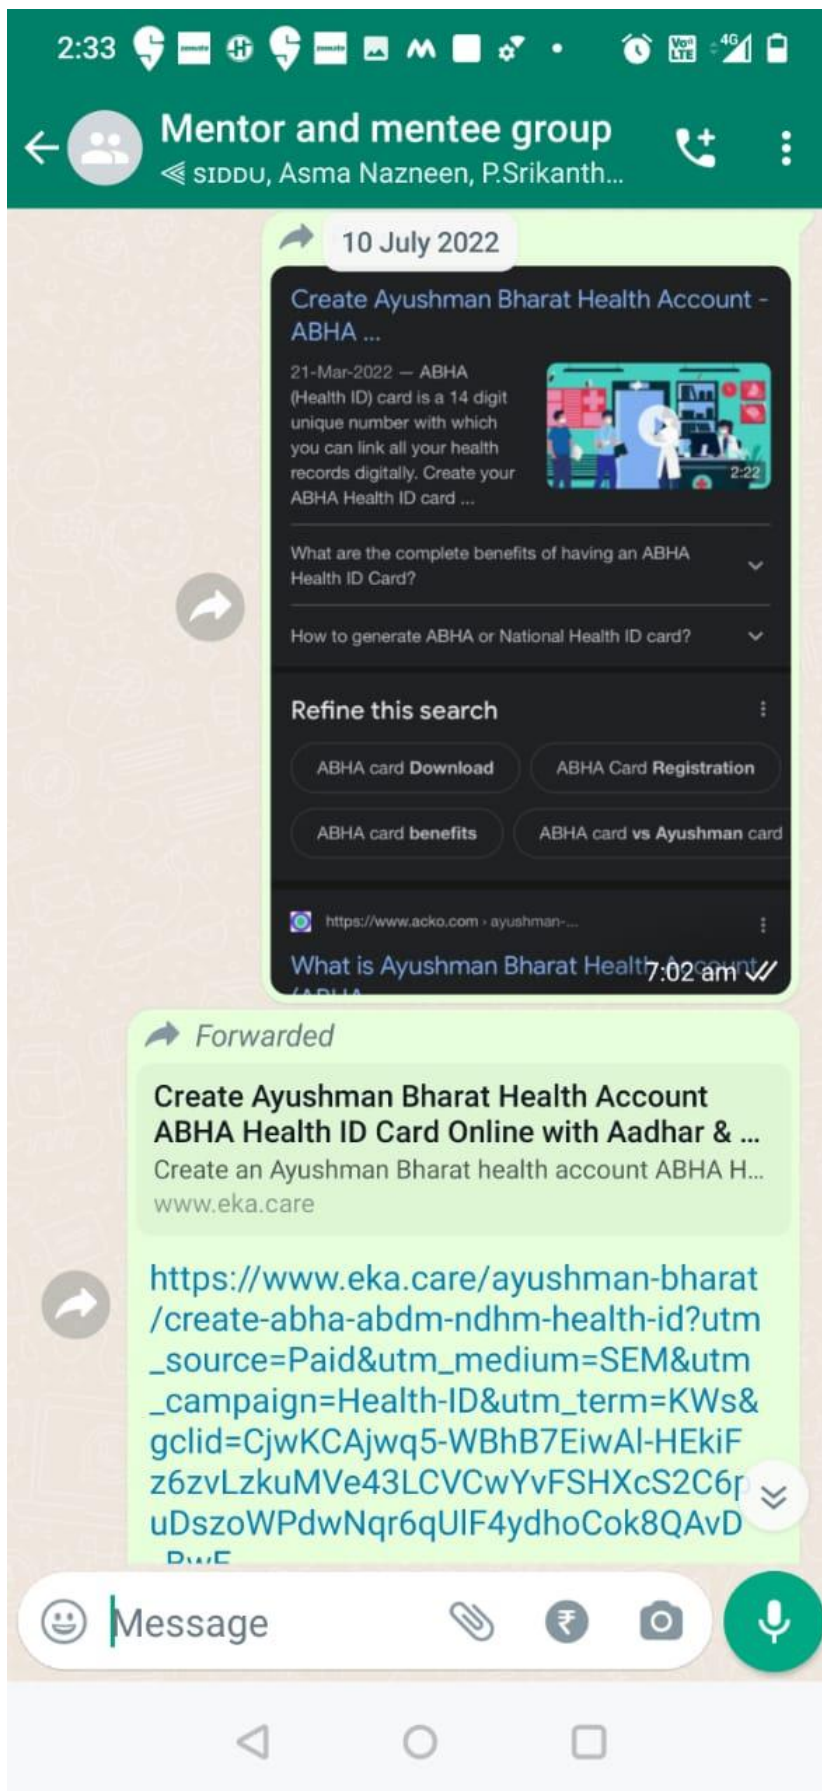 2:33
VoLTE 4G
Mentor and mentee group
⪡ SIDDU, Asma Nazneen, P.Srikanth...
10 July 2022
Create Ayushman Bharat Health Account -
ABHA ...
21-Mar-2022 — ABHA
(Health ID) card is a 14 digit
unique number with which
you can link all your health
records digitally. Create your
ABHA Health ID card ...
2:22
What are the complete benefits of having an ABHA
Health ID Card?
How to generate ABHA or National Health ID card?
Refine this search
ABHA card Download ABHA Card Registration
ABHA card benefits ABHA card vs Ayushman card
https://www.acko.com › ayushman-...
What is Ayushman Bharat Health Account
7:02 am
(ABHA
Forwarded
Create Ayushman Bharat Health Account
ABHA Health ID Card Online with Aadhar & ...
Create an Ayushman Bharat health account ABHA H...
www.eka.care
https://www.eka.care/ayushman-bharat
/create-abha-abdm-ndhm-health-id?utm
_source=Paid&utm_medium=SEM&utm
_campaign=Health-ID&utm_term=KWs&
gclid=CjwKCAjwq5-WBhB7EiwAl-HEkiF
z6zvLzkuMVe43LCVCwYvFSHXcS2C6p
uDszoWPdwNqr6qUlF4ydhoCok8QAvD
Message